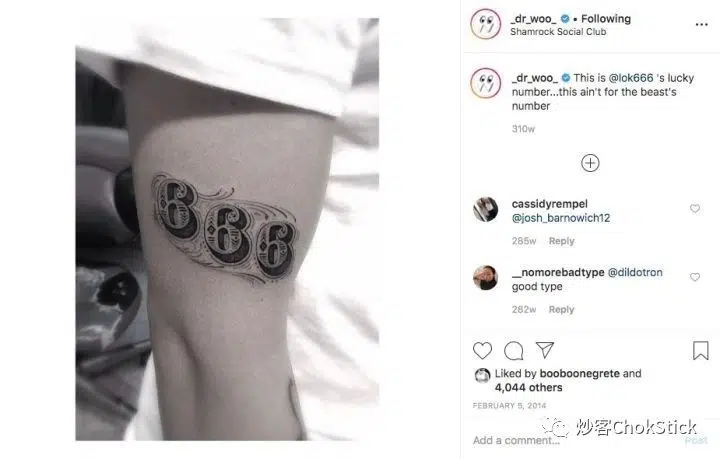 666
_dr_woo_ • Following
Shamrock Social Club
_dr_woo_ This is @lok666 's lucky
number...this ain't for the beast's
number
310w
cassidyrempel
@josh_barnowich12
285w Reply
__nomorebadtype @dildotron
good type
282w Reply
Liked by booboonegrete and
4,044 others
FEBRUARY 5, 2014
Add a comment...
Post
炒客ChokStick